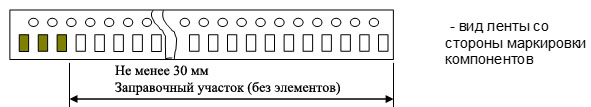 Не менее 30 мм
Заправочный участок (без элементов)
- вид ленты со
стороны маркировки
компонентов